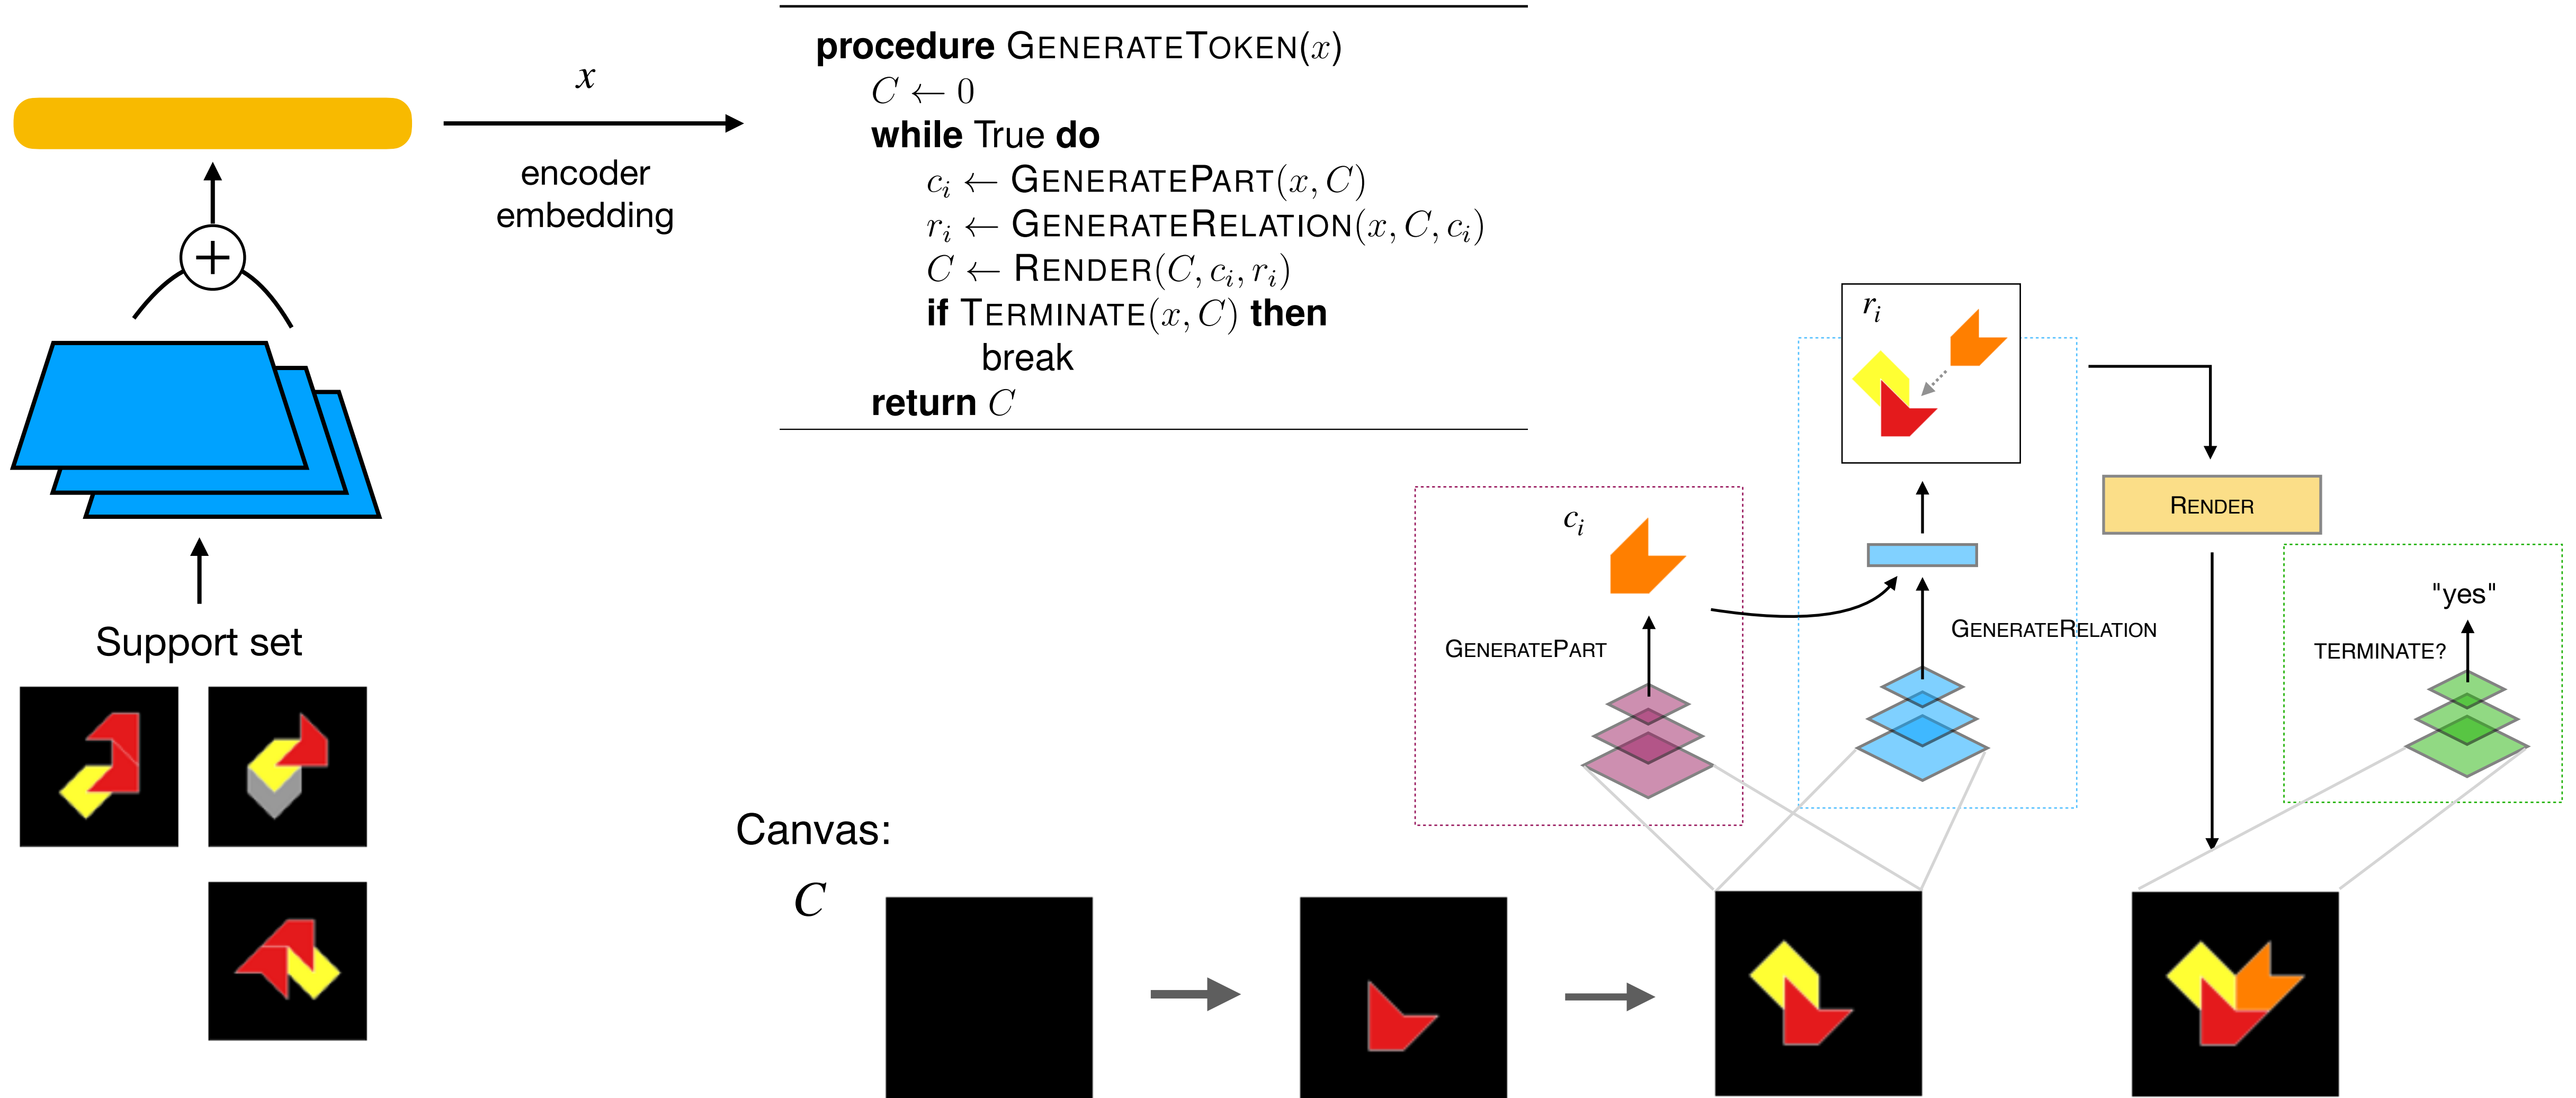 x
encoder
embedding
Support set
procedure GENERATETOKEN(x)
C ← 0
while True do
c_i ← GENERATEPART(x, C)
r_i ← GENERATERELATION(x, C, c_i)
C ← RENDER(C, c_i, r_i)
if TERMINATE(x, C) then
break
return C
r_i
c_i
RENDER
"yes"
GENERATEPART
GENERATERELATION
TERMINATE?
Canvas:
C